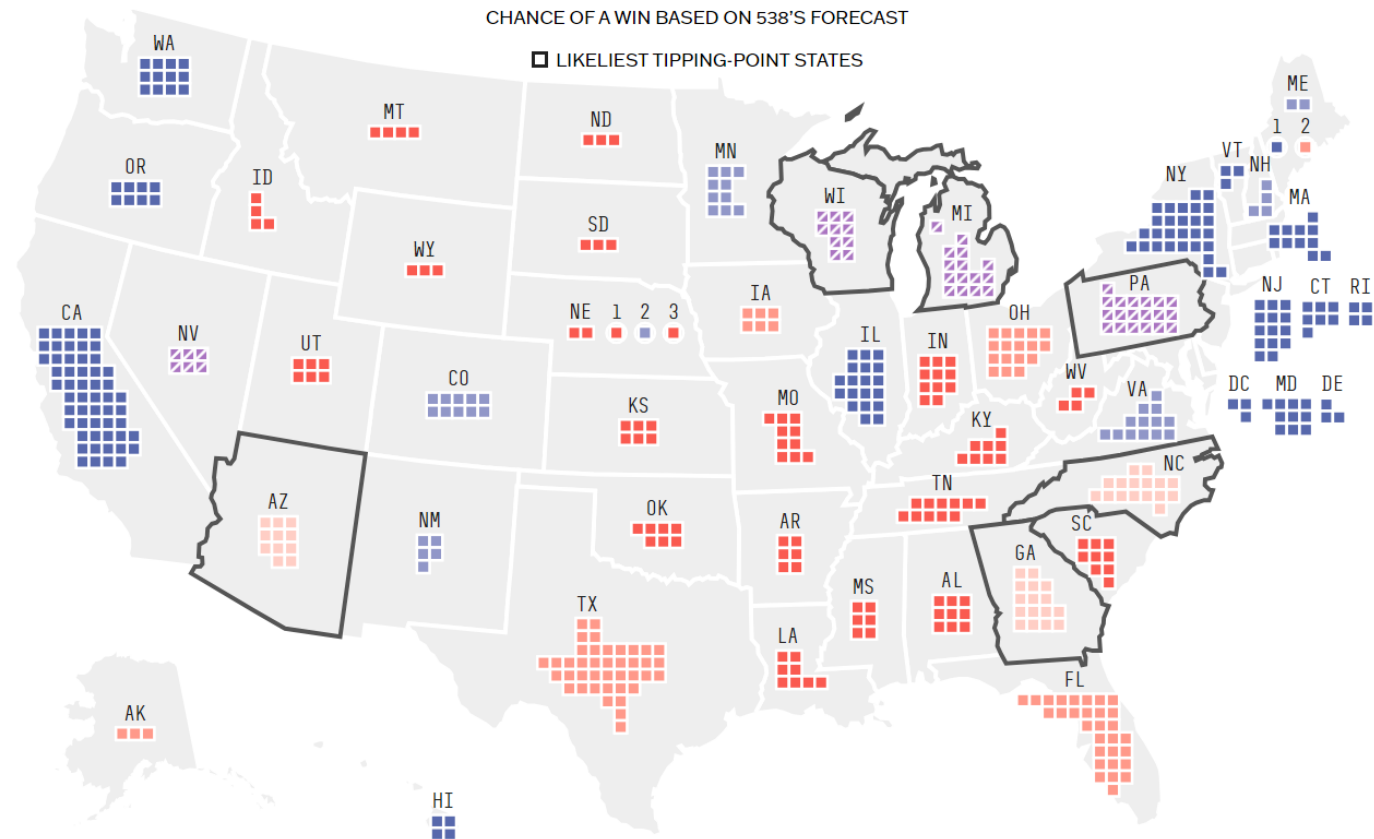 CHANCE OF A WIN BASED ON 538'S FORECAST
LIKELIEST TIPPING-POINT STATES
WA
ME
MT
ND
1 2
MN
VT
NH
OR
ID
NY
WI
MA
MI
SD
WY
PA
NJ
CT
RI
IA
CA
NE 1 2 3
OH
NV
IL
IN
UT
CO
WV
DC
MD
DE
KS
MO
VA
KY
NC
TN
AZ
OK
NM
AR
SC
GA
MS
AL
TX
LA
FL
AK
HI